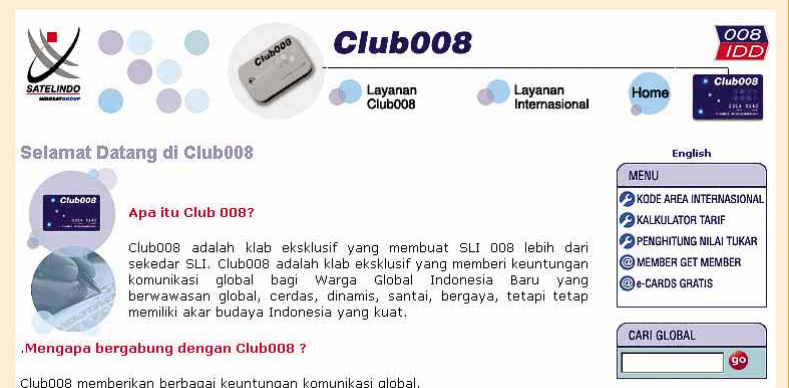 Club008
008
IDD
SATELINDO
INDOSAT GROUP
Club008
Layanan
Club008
Layanan
Internasional
Home
Club008
Selamat Datang di Club008
English
MENU
KODE AREA INTERNASIONAL
KALKULATOR TARIF
PENGHITUNG NILAI TUKAR
MEMBER GET MEMBER
e-CARDS GRATIS
CARI GLOBAL
go
Club008
Apa itu Club 008?
Club008 adalah klab eksklusif yang membuat SLI 008 lebih dari
sekedar SLI. Club008 adalah klab eksklusif yang memberi keuntungan
komunikasi global bagi Warga Global Indonesia Baru yang
berwawasan global, cerdas, dinamis, santai, bergaya, tetapi tetap
memiliki akar budaya Indonesia yang kuat.
.Mengapa bergabung dengan Club008 ?
Club008 memberikan berbagai keuntungan komunikasi global.